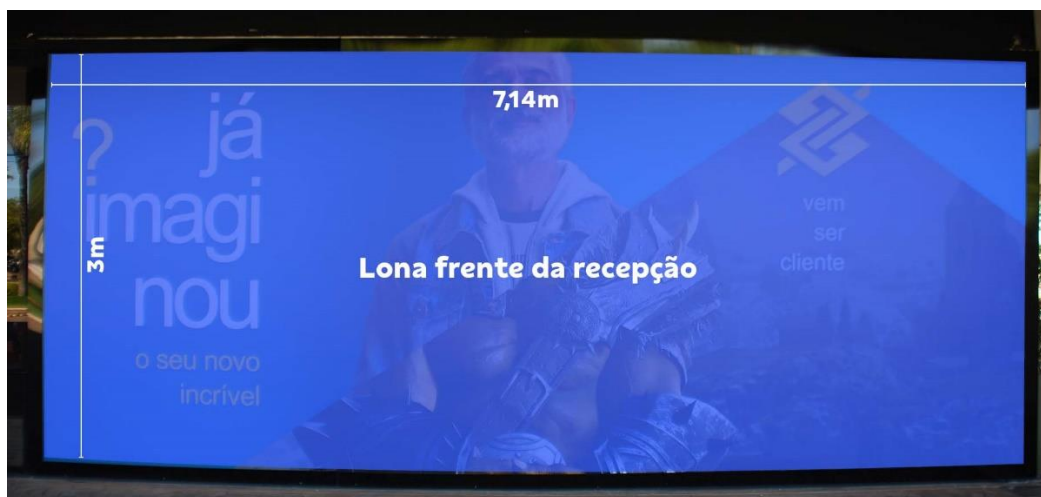 7,14m
3m
Lona frente da recepção
já
?
imagi
nou
o seu novo
incrível
vem
ser
cliente